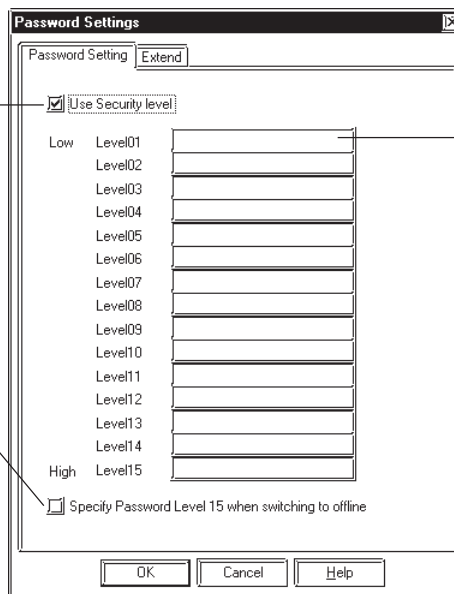 Password Settings
Password Setting Extend
Use Security level
Low Level01
Level02
Level03
Level04
Level05
Level06
Level07
Level08
Level09
Level10
Level11
Level12
Level13
Level14
High Level15
Specify Password Level 15 when switching to offline
OK Cancel Help